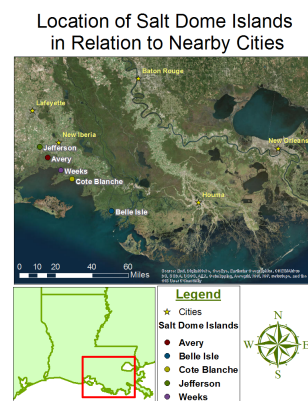 Location of Salt Dome Islands
in Relation to Nearby Cities
Baton Rouge
Lafayette
New Iberia
New Orleans
Jefferson
Avery
Weeks
Cote Blanche
Houma
Belle Isle
0 10 20 40 60
Miles
Legend
Cities
Salt Dome Islands
Avery
Belle Isle
Cote Blanche
Jefferson
Weeks
N
W E
S